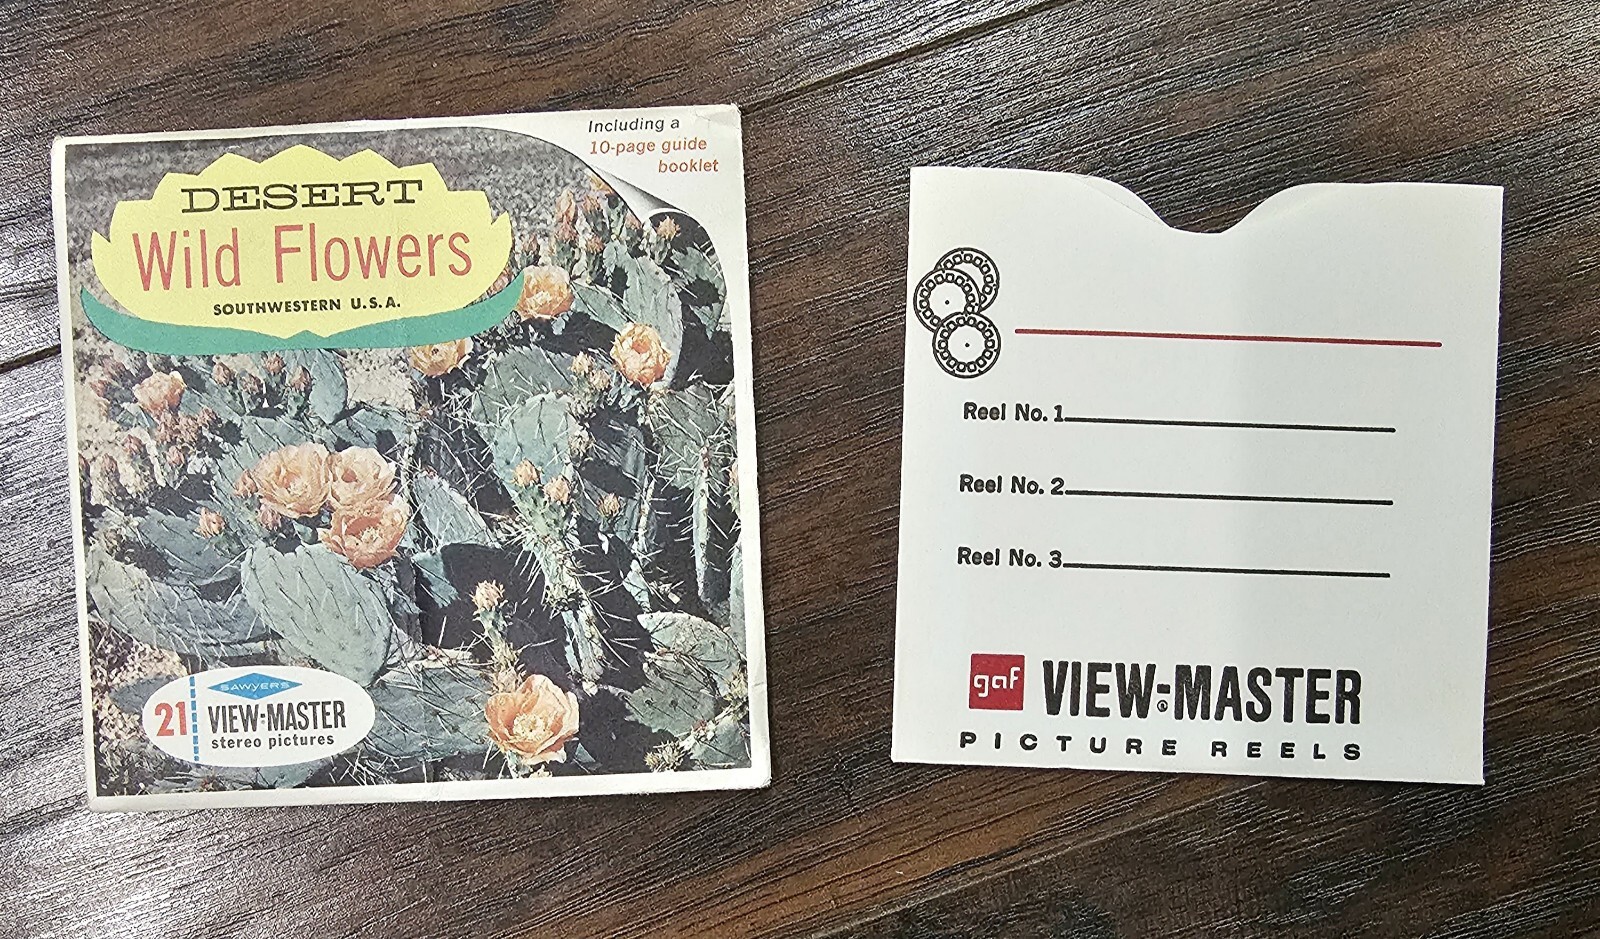 Including a
10-page guide
booklet
DESERT
Wild Flowers
SOUTHWESTERN U.S.A.
21
SAWYERS
VIEW-MASTER
stereo pictures
Reel No. 1
Reel No. 2
Reel No. 3
gaf
VIEW-MASTER®
PICTURE REELS